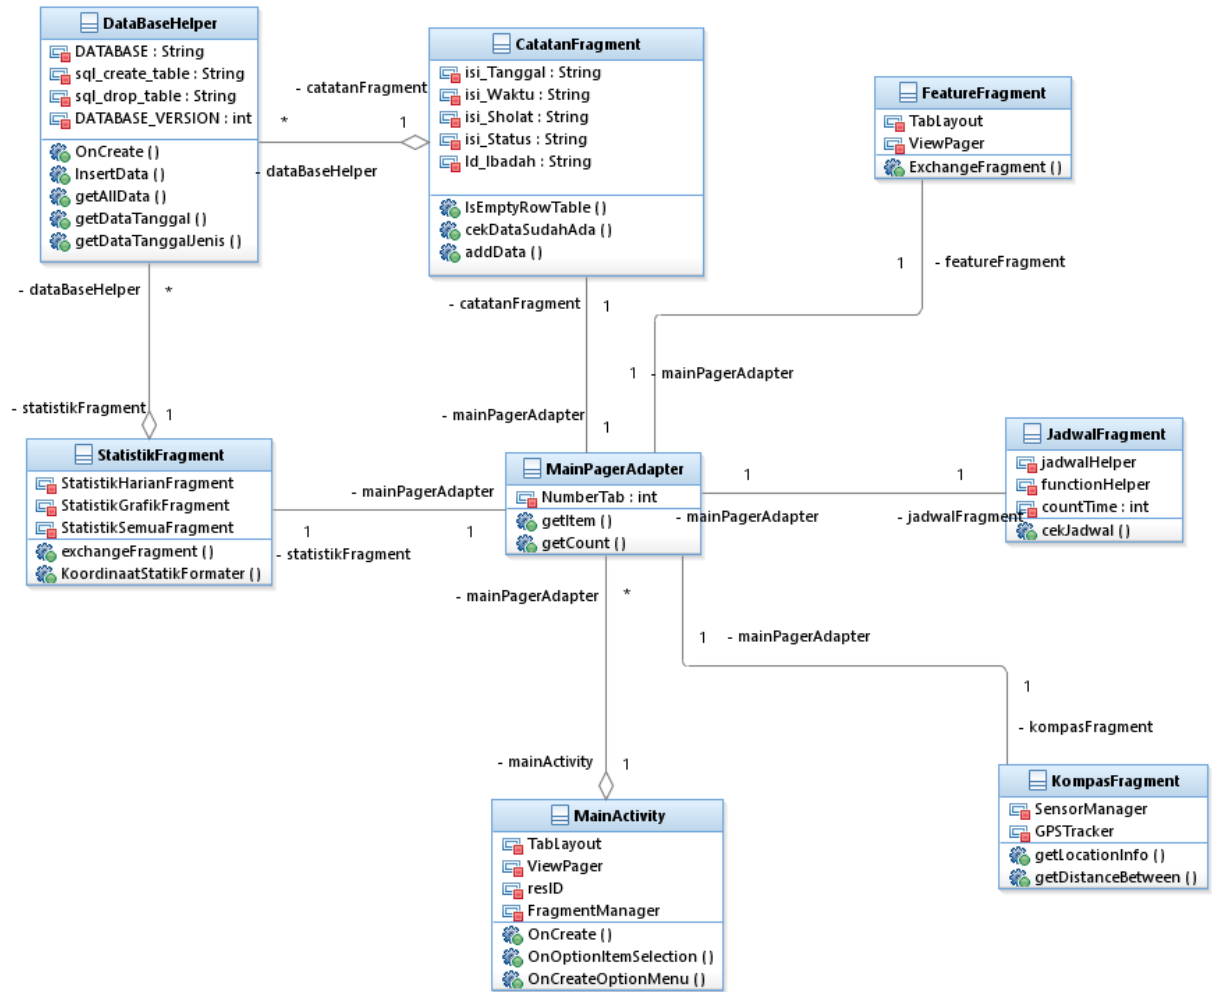 DataBaseHelper
DATABASE : String
sql_create_table : String
sql_drop_table : String
DATABASE_VERSION : int
OnCreate ()
InsertData ()
getAllData ()
getDataTanggal ()
getDataTanggalJenis ()
- catatanFragment
*
1
- dataBaseHelper
CatatanFragment
isi_Tanggal : String
isi_Waktu : String
isi_Sholat : String
isi_Status : String
Id_Ibadah : String
IsEmptyRowTable ()
cekDataSudahAda ()
addData ()
FeatureFragment
TabLayout
ViewPager
ExchangeFragment ()
- dataBaseHelper
*
- catatanFragment
1
1
- featureFragment
1
- mainPagerAdapter
- statistikFragment
1
- mainPagerAdapter
1
StatistikFragment
StatistikHarianFragment
StatistikGrafikFragment
StatistikSemuaFragment
exchangeFragment ()
KoordinaatStatikFormater ()
- mainPagerAdapter
1
1
- statistikFragment
MainPagerAdapter
NumberTab : int
getItem ()
getCount ()
1
1
- mainPagerAdapter
- jadwalFragment
JadwalFragment
jadwalHelper
functionHelper
countTime : int
cekJadwal ()
- mainPagerAdapter
*
1
- mainPagerAdapter
1
- kompasFragment
- mainActivity
1
MainActivity
TabLayout
ViewPager
resID
FragmentManager
OnCreate ()
OnOptionItemSelection ()
OnCreateOptionMenu ()
KompasFragment
SensorManager
GPSTracker
getLocationInfo ()
getDistanceBetween ()